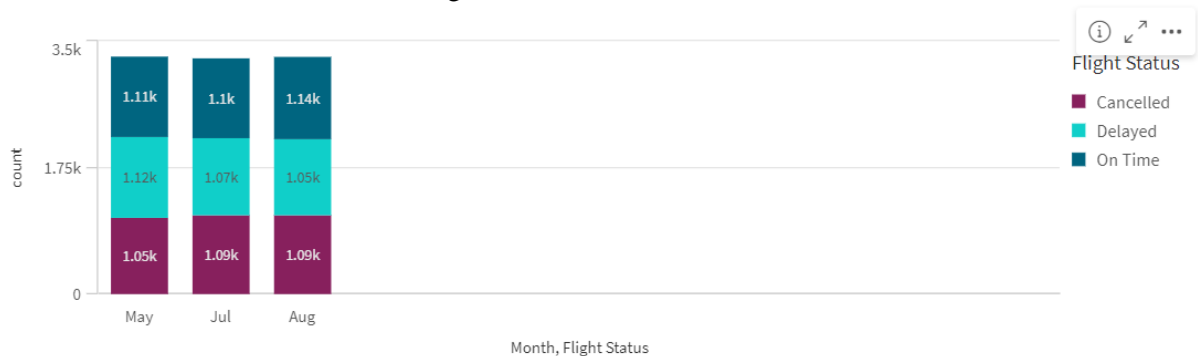 3.5k
1.75k
0
count
1.11k
1.1k
1.14k
1.12k
1.07k
1.05k
1.05k
1.09k
1.09k
May
Jul
Aug
Month, Flight Status
Flight Status
Cancelled
Delayed
On Time